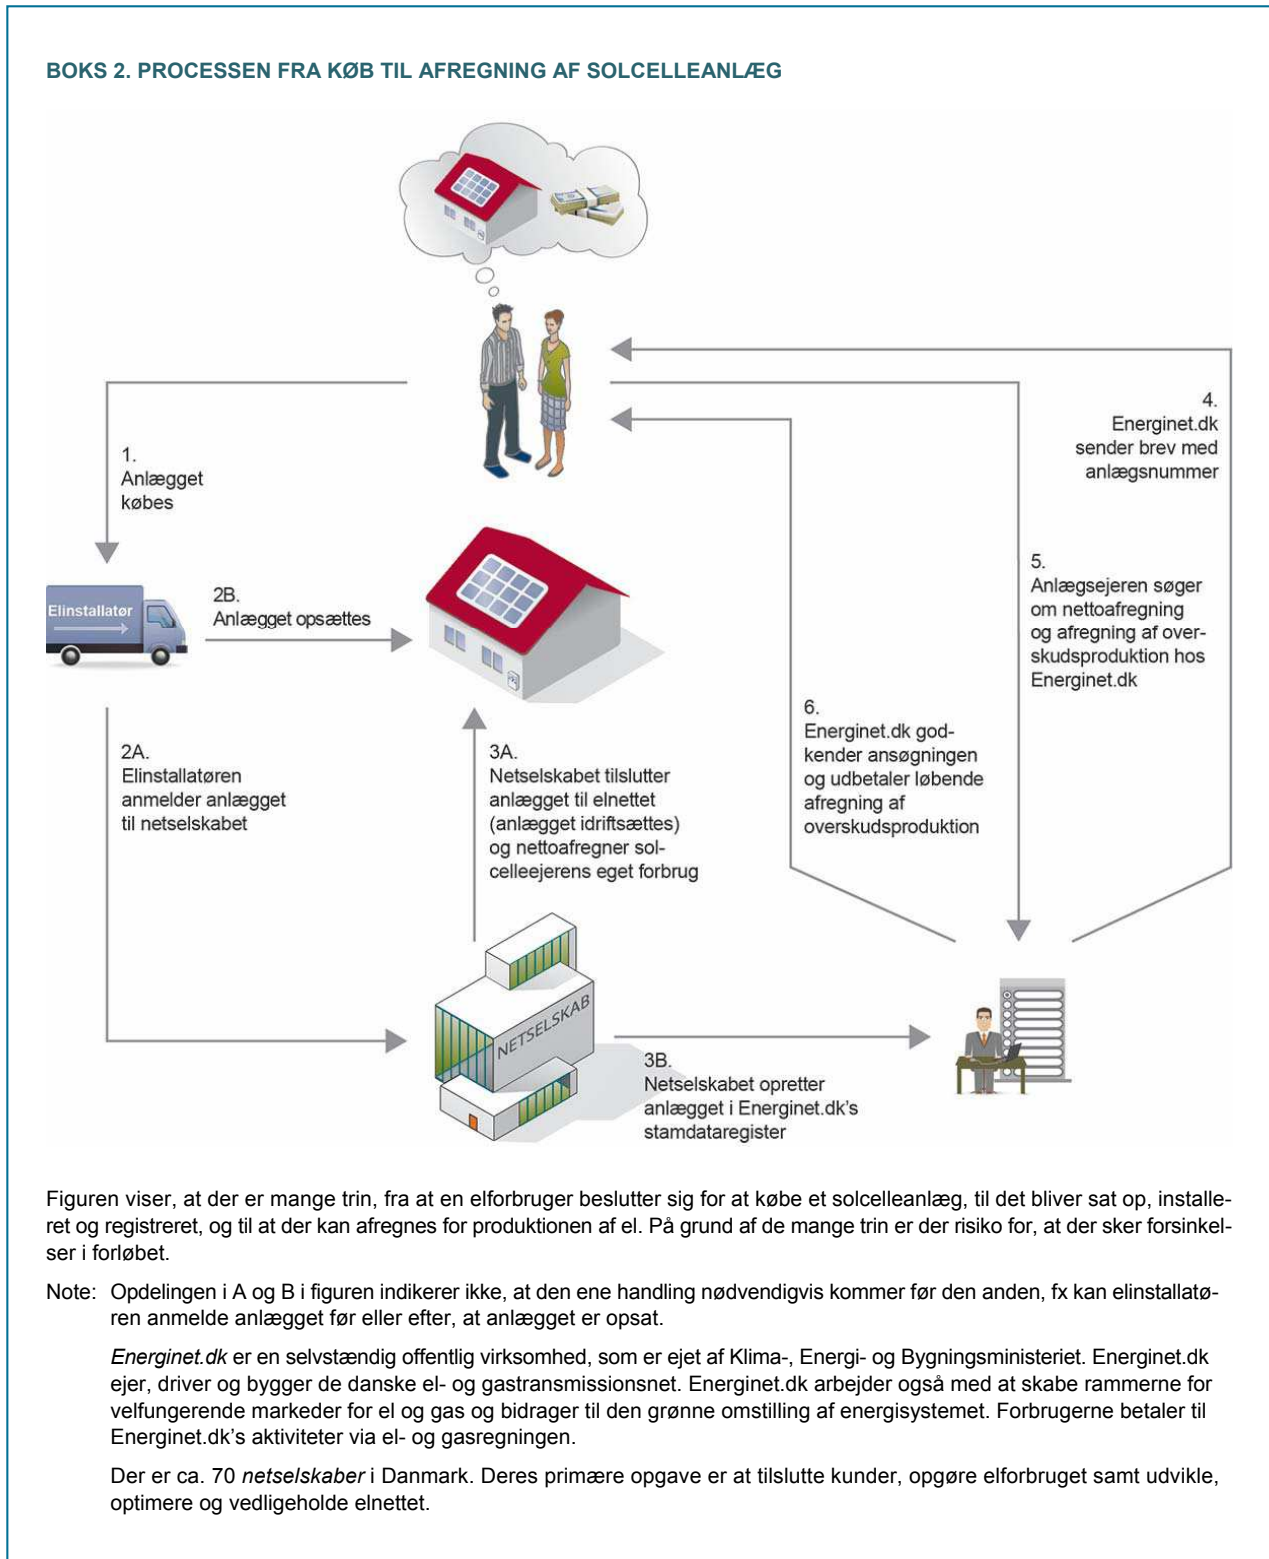 BOKS 2. PROCESSEN FRA KØB TIL AFREGNING AF SOLCELLEANLÆG
1.
Anlægget
købes
4.
Energinet.dk
sender brev med
anlægsnummer
Elinstallatør
2B.
Anlægget opsættes
5.
Anlægsejeren søger
om nettoafregning
og afregning af over-
skudsproduktion hos
Energinet.dk
2A.
Elinstallatøren
anmelder anlægget
til netselskabet
3A.
Netselskabet tilslutter
anlægget til elnettet
(anlægget idriftsættes)
og nettoafregner sol-
celleejerens eget forbrug
6.
Energinet.dk god-
kender ansøgningen
og udbetaler løbende
afregning af
overskudsproduktion
NETSELSKAB
3B.
Netselskabet opretter
anlægget i Energinet.dk's
stamdataregister
Figuren viser, at der er mange trin, fra at en elforbruger beslutter sig for at købe et solcelleanlæg, til det bliver sat op, installe-
ret og registreret, og til at der kan afregnes for produktionen af el. På grund af de mange trin er der risiko for, at der sker forsinkel-
ser i forløbet.
Note: Opdelingen i A og B i figuren indikerer ikke, at den ene handling nødvendigvis kommer før den anden, fx kan elinstallatø-
ren anmelde anlægget før eller efter, at anlægget er opsat.
Energinet.dk er en selvstændig offentlig virksomhed, som er ejet af Klima-, Energi- og Bygningsministeriet. Energinet.dk
ejer, driver og bygger de danske el- og gastransmissionsnet. Energinet.dk arbejder også med at skabe rammerne for
velfungerende markeder for el og gas og bidrager til den grønne omstilling af energisystemet. Forbrugerne betaler til
Energinet.dk's aktiviteter via el- og gasregningen.
Der er ca. 70 netselskaber i Danmark. Deres primære opgave er at tilslutte kunder, opgøre elforbruget samt udvikle,
optimere og vedligeholde elnettet.